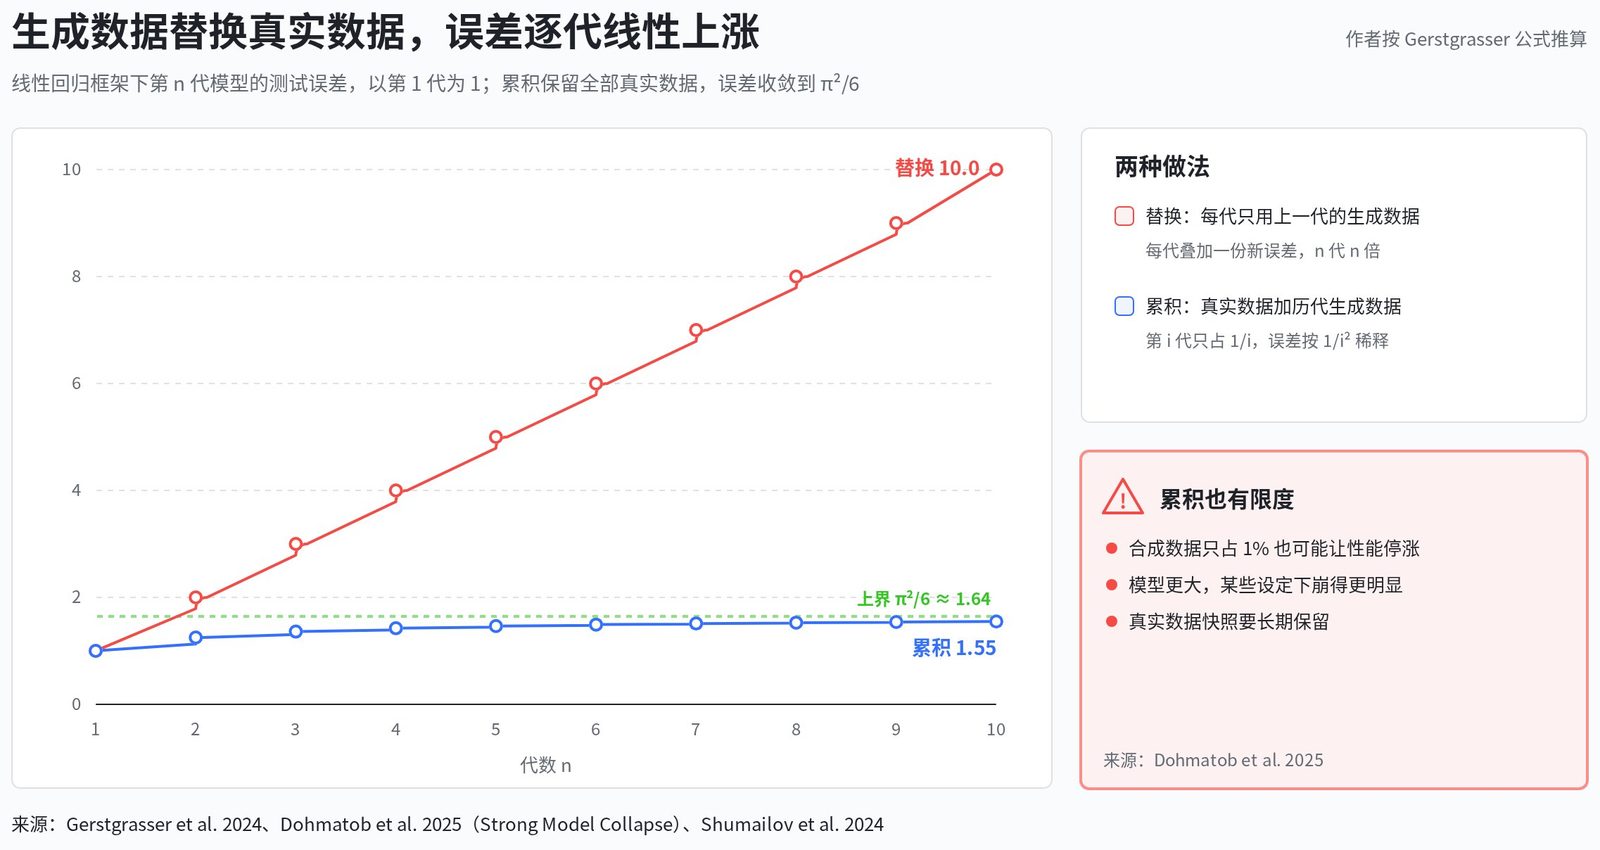 生成数据替换真实数据，误差逐代线性上涨
作者按 Gerstgrasser 公式推算
线性回归框架下第 n 代模型的测试误差，以第 1 代为 1；累积保留全部真实数据，误差收敛到 π²/6
10
8
6
4
2
0
替换 10.0
上界 π²/6 ≈ 1.64
累积 1.55
1 2 3 4 5 6 7 8 9 10
代数 n
两种做法
替换：每代只用上一代的生成数据
每代叠加一份新误差，n 代 n 倍
累积：真实数据加历代生成数据
第 i 代只占 1/i，误差按 1/i² 稀释
累积也有限度
合成数据只占 1% 也可能让性能停涨
模型更大，某些设定下崩得更明显
真实数据快照要长期保留
来源：Dohmatob et al. 2025
来源：Gerstgrasser et al. 2024、Dohmatob et al. 2025（Strong Model Collapse）、Shumailov et al. 2024